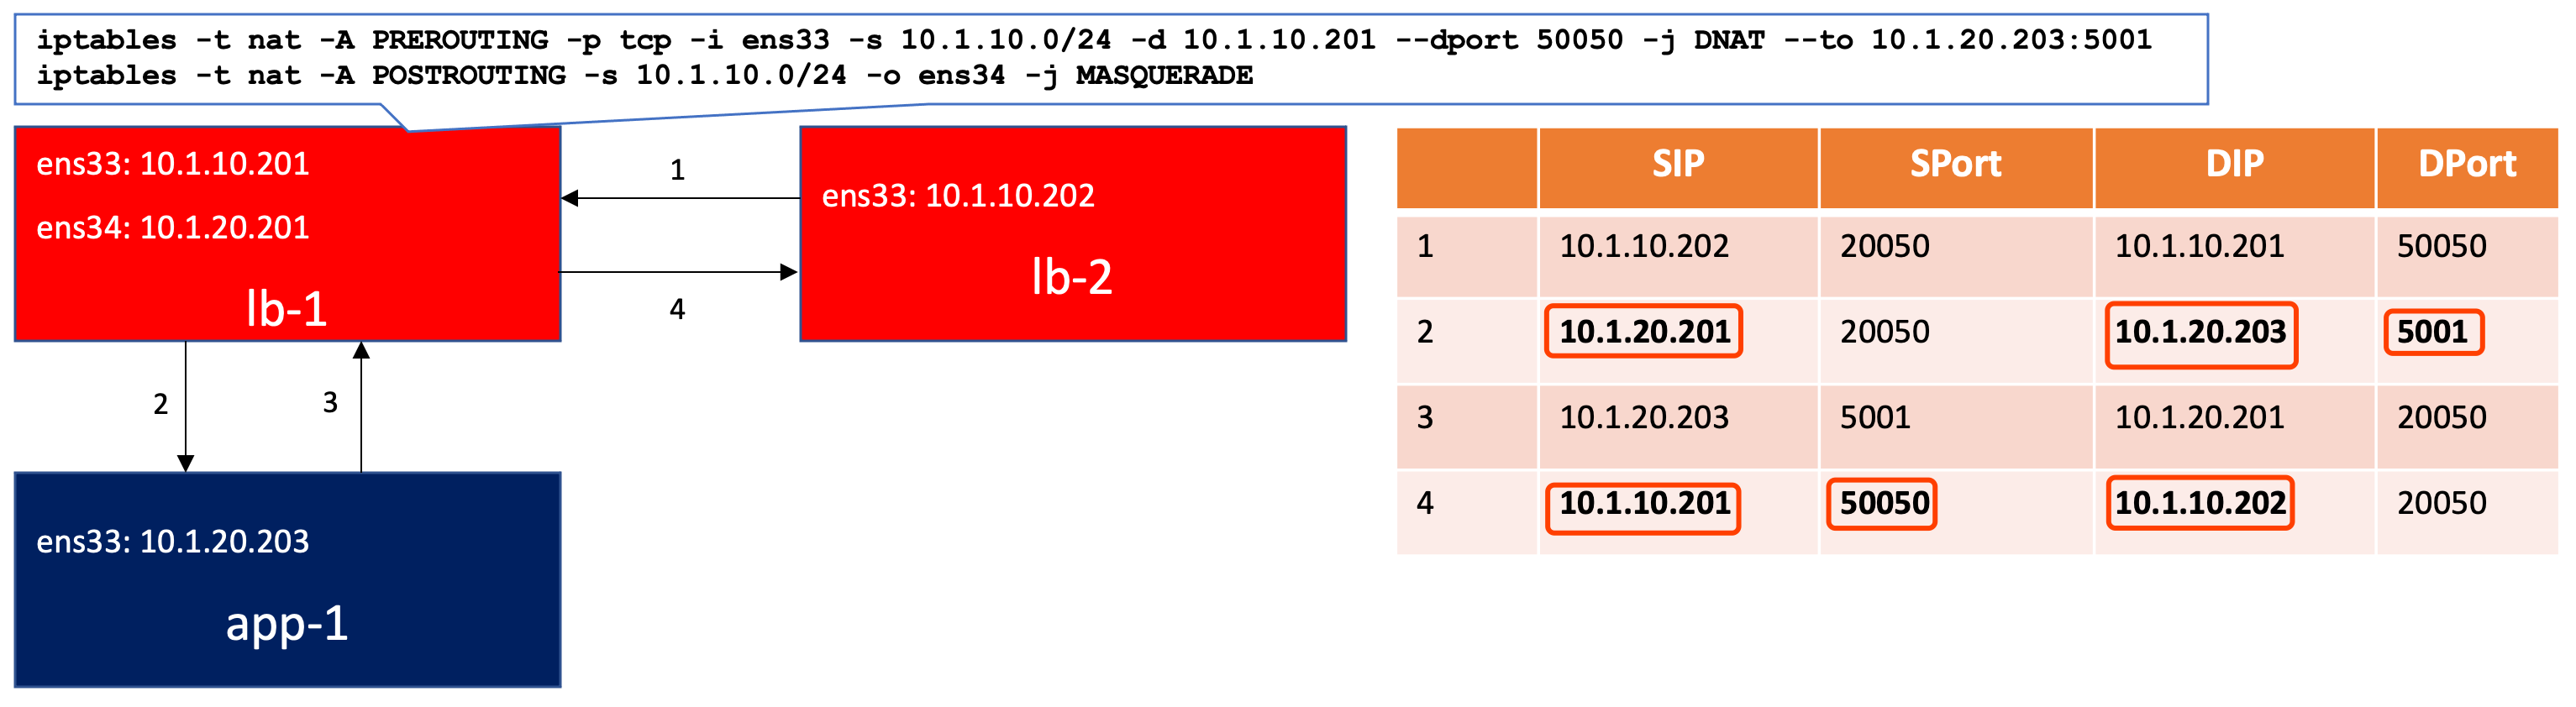 iptables -t nat -A PREROUTING -p tcp -i ens33 -s 10.1.10.0/24 -d 10.1.10.201 --dport 50050 -j DNAT --to 10.1.20.203:5001
iptables -t nat -A POSTROUTING -s 10.1.10.0/24 -o ens34 -j MASQUERADE
ens33: 10.1.10.201
ens34: 10.1.20.201
lb-1
1
4
ens33: 10.1.10.202
lb-2
2
3
ens33: 10.1.20.203
app-1
SIP SPort DIP DPort
1 10.1.10.202 20050 10.1.10.201 50050
2 10.1.20.201 20050 10.1.20.203 5001
3 10.1.20.203 5001 10.1.20.201 20050
4 10.1.10.201 50050 10.1.10.202 20050